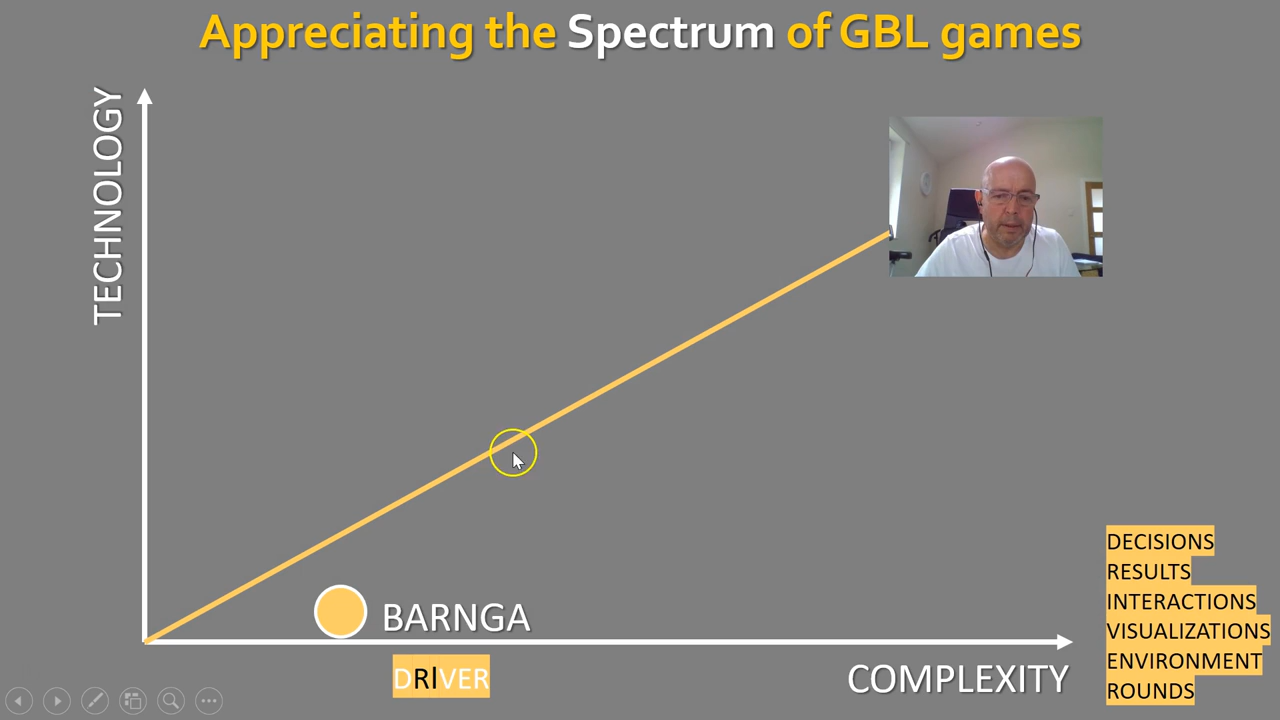 Appreciating the Spectrum of GBL games
TECHNOLOGY
BARNGA
DRIVER
COMPLEXITY
DECISIONS
RESULTS
INTERACTIONS
VISUALIZATIONS
ENVIRONMENT
ROUNDS